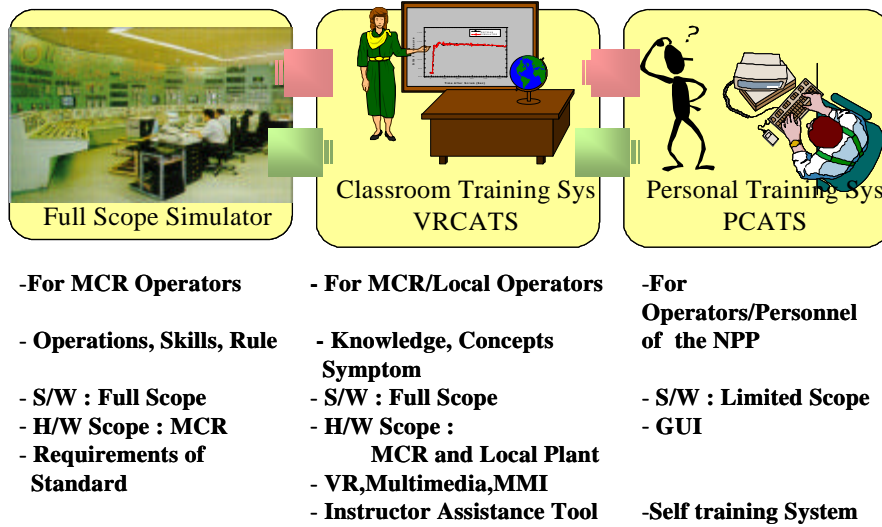 Full Scope Simulator
Classroom Training Sys
VRCATS
?
Personal Training Sys
PCATS
-For MCR Operators
- Operations, Skills, Rule
- S/W : Full Scope
- H/W Scope : MCR
- Requirements of
Standard
- For MCR/Local Operators
- Knowledge, Concepts
Symptom
- S/W : Full Scope
- H/W Scope :
MCR and Local Plant
- VR,Multimedia,MMI
- Instructor Assistance Tool
-For
Operators/Personnel
of the NPP
- S/W : Limited Scope
- GUI
-Self training System